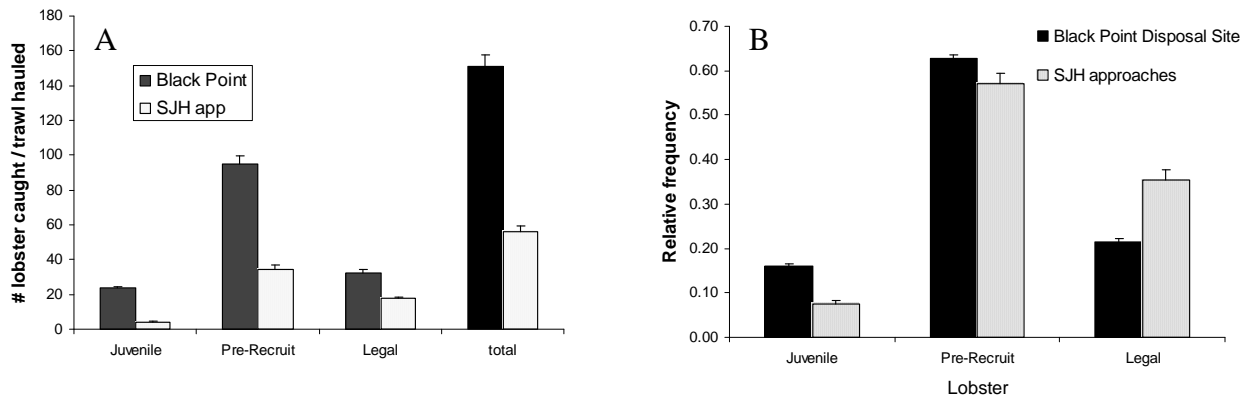 A
# lobster caught / trawl hauled
180
160
140
120
100
80
60
40
20
0
Black Point
SJH app
Juvenile Pre-Recruit Legal total
B
Relative frequency
0.70
0.60
0.50
0.40
0.30
0.20
0.10
0.00
Black Point Disposal Site
SJH approaches
Juvenile Pre-Recruit Legal
Lobster